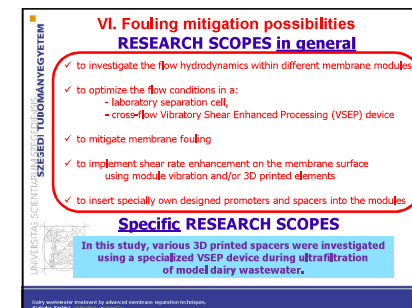 VI. Fouling mitigation possibilities
RESEARCH SCOPES in general
✓ to investigate the flow hydrodynamics within different membrane modules
✓ to optimize the flow conditions in a:
- laboratory separation cell,
- cross-flow Vibratory Shear Enhanced Processing (VSEP) device
✓ to mitigate membrane fouling
✓ to implement shear rate enhancement on the membrane surface
using module vibration and/or 3D printed elements
✓ to insert specially own designed promoters and spacers into the modules
Specific RESEARCH SCOPES
In this study, various 3D printed spacers were investigated
using a specialized VSEP device during ultrafiltration
of model dairy wastewater.
SZEGEDI TUDOMÁNYEGYETEM
UNIVERSITAS SCIENTIARUM SZEGEDIENSIS
Dairy wastewater treatment by advanced membrane separation techniques,